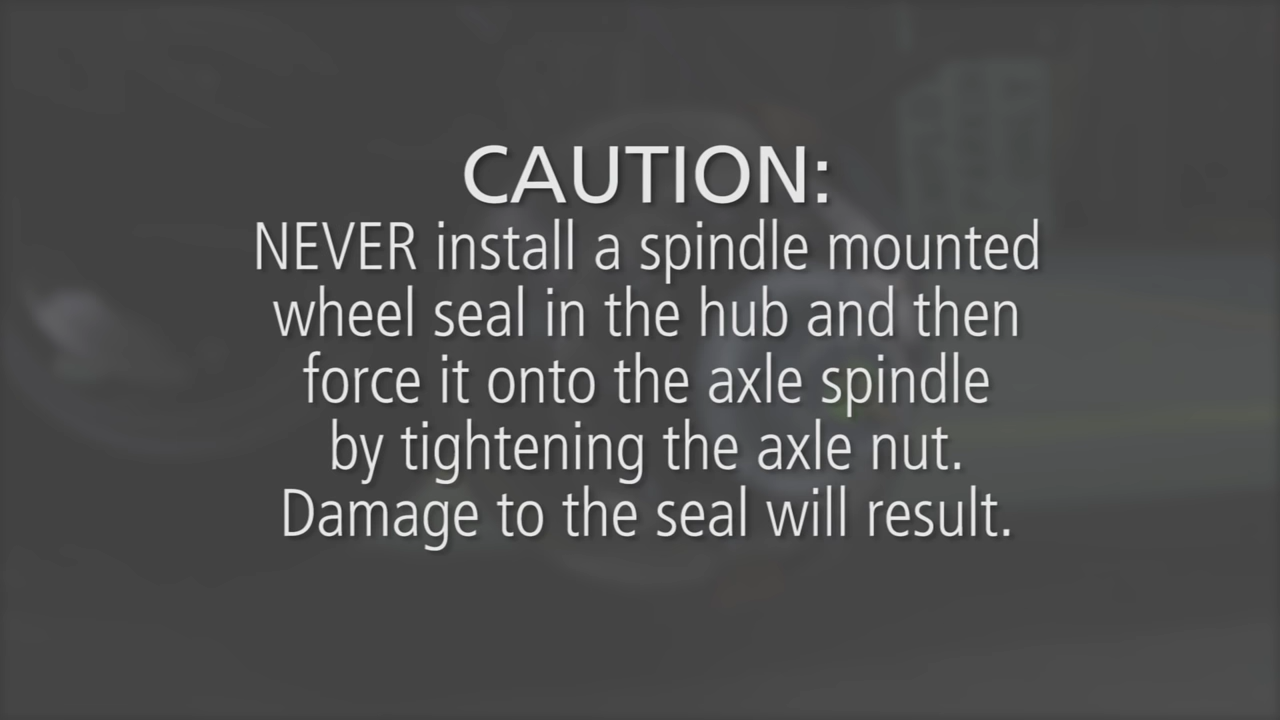 CAUTION:
NEVER install a spindle mounted
wheel seal in the hub and then
force it onto the axle spindle
by tightening the axle nut.
Damage to the seal will result.